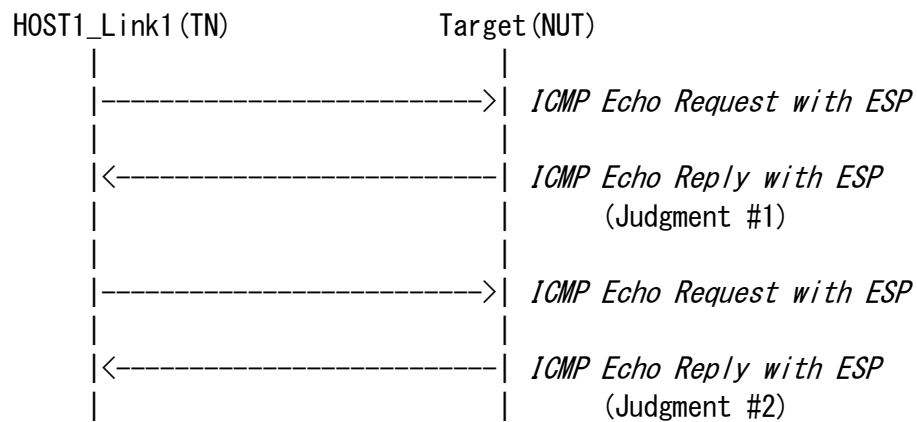 HOST1_Link1(TN) Target(NUT)
| |
|-------------------------->| ICMP Echo Request with ESP
| |
|<--------------------------| ICMP Echo Reply with ESP
| | (Judgment #1)
| |
|-------------------------->| ICMP Echo Request with ESP
| |
|<--------------------------| ICMP Echo Reply with ESP
| | (Judgment #2)